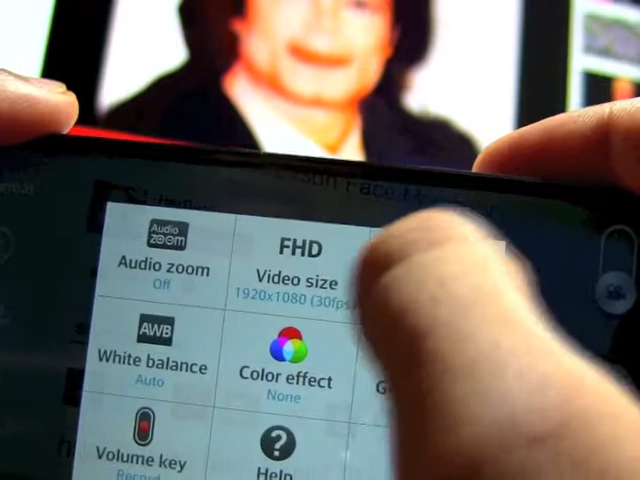 Audio
ZOOM
Audio zoom
Off
FHD
Video size
1920x1080 (30fps
AWB
White balance
Auto
Color effect
None
G
Volume key
Record
?
Help